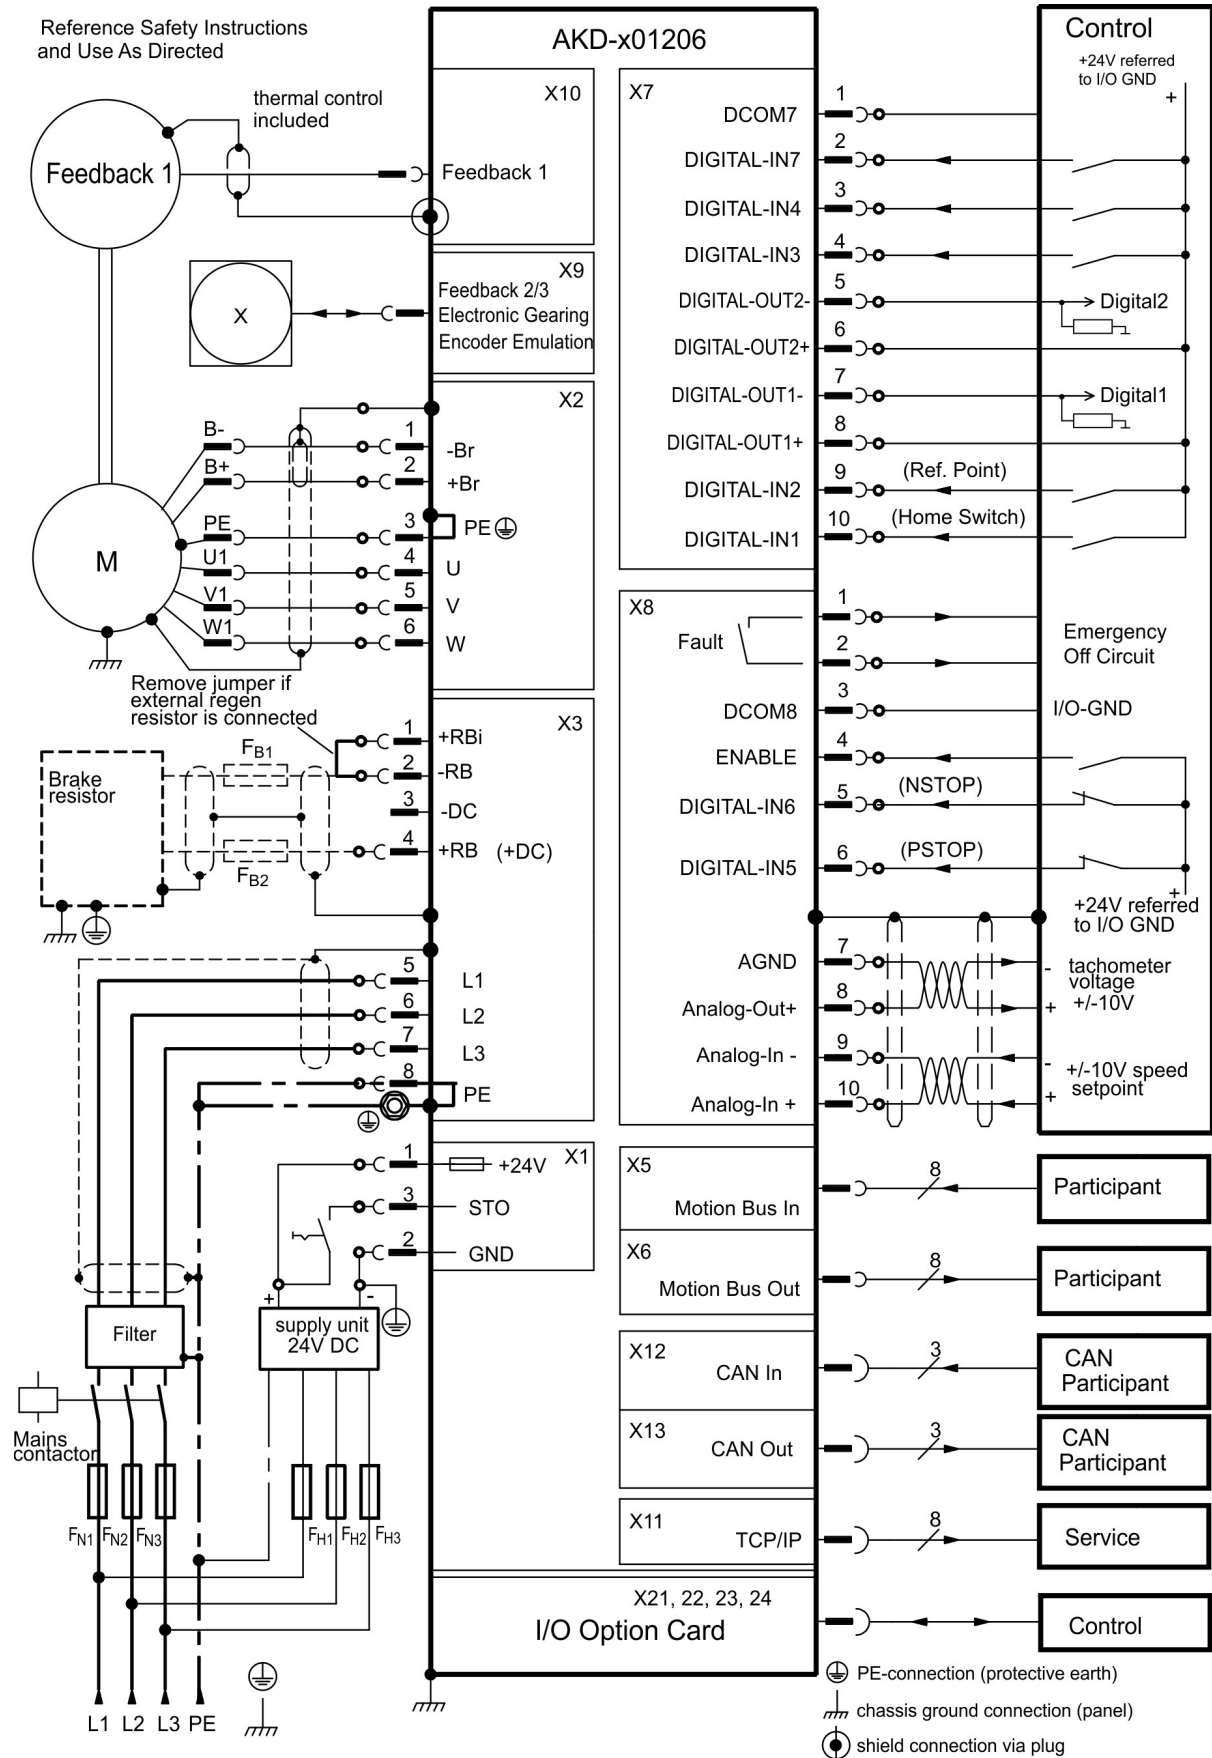 Reference Safety Instructions
and Use As Directed
AKD-x01206
Control
+24V referred
to I/O GND
+
thermal control
included
Feedback 1
X10
Feedback 1
X
X9
Feedback 2/3
Electronic Gearing
Encoder Emulation
X2
B-
1
-Br
B+
2
+Br
PE
3
PE
M
U1
4
U
V1
5
V
W1
6
W
Remove jumper if
external regen
resistor is connected
X3
1
+RBi
FB1
2
-RB
Brake
resistor
3
-DC
4
+RB (+DC)
FB2
5
L1
6
L2
7
L3
8
PE
X1
1
+24V
3
STO
2
GND
+
-
supply unit
24V DC
Filter
Mains
contactor
FN1
FN2
FN3
FH1
FH2
FH3
L1 L2 L3 PE
X7
DCOM7
1
DIGITAL-IN7
2
DIGITAL-IN4
3
DIGITAL-IN3
4
DIGITAL-OUT2-
5
Digital2
DIGITAL-OUT2+
6
DIGITAL-OUT1-
7
Digital1
DIGITAL-OUT1+
8
DIGITAL-IN2
9
(Ref. Point)
DIGITAL-IN1
10
(Home Switch)
X8
Fault
1
2
Emergency
Off Circuit
DCOM8
3
I/O-GND
ENABLE
4
DIGITAL-IN6
5
(NSTOP)
DIGITAL-IN5
6
(PSTOP)
+
+24V referred
to I/O GND
AGND
7
-
tachometer
voltage
+/-10V
Analog-Out+
8
+
Analog-In -
9
-
+/-10V speed
setpoint
Analog-In +
10
+
X5
Motion Bus In
8
Participant
X6
Motion Bus Out
8
Participant
X12
CAN In
3
CAN
Participant
X13
CAN Out
3
CAN
Participant
X11
TCP/IP
8
Service
X21, 22, 23, 24
I/O Option Card
Control
PE-connection (protective earth)
chassis ground connection (panel)
shield connection via plug